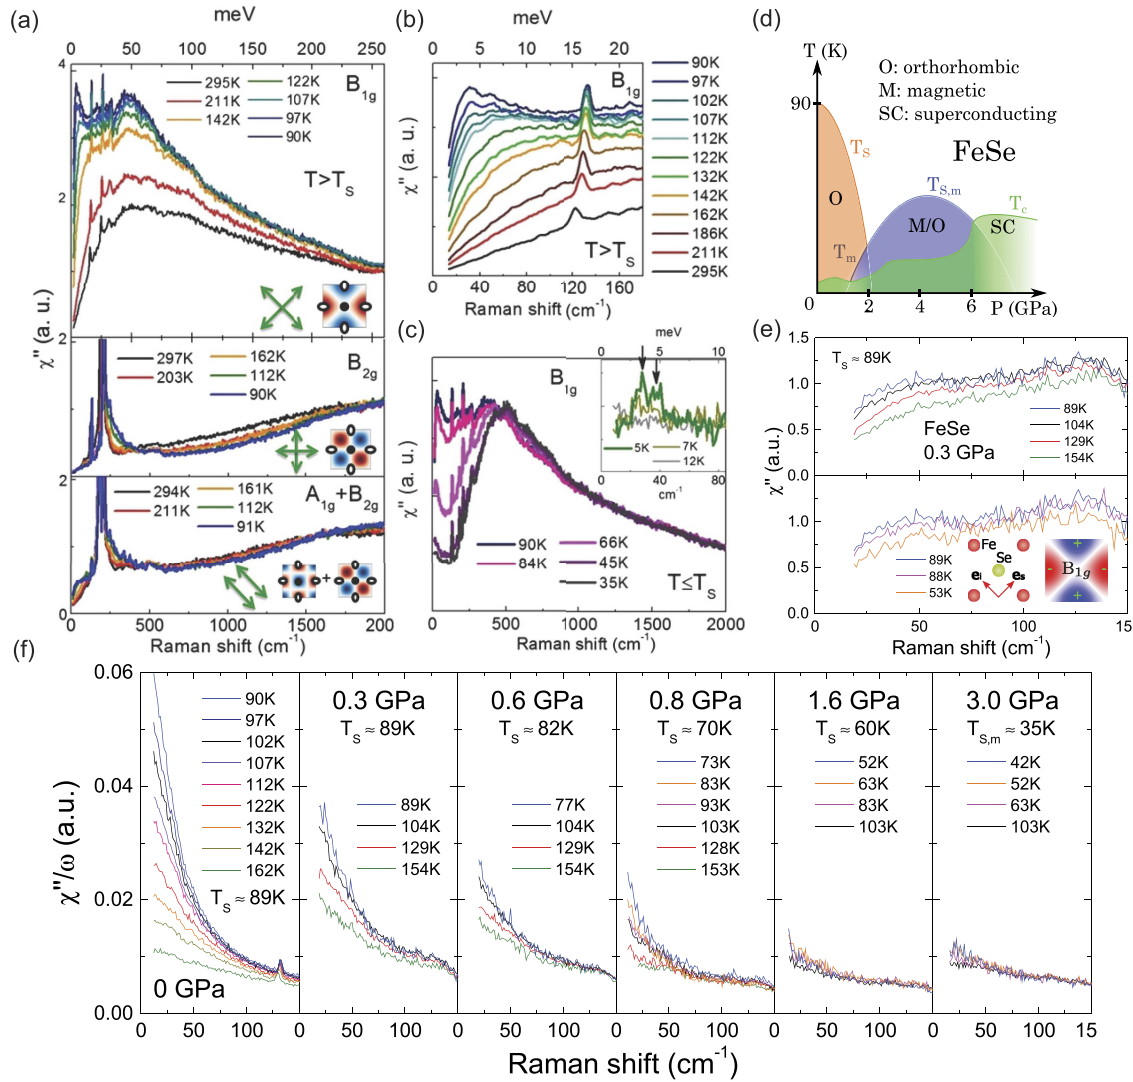 (a)
meV
0 50 100 150 200 250
4
2
B1g
295K
211K
142K
122K
107K
97K
90K
T>TS
χ'' (a. u.)
2
1
0
B2g
297K
203K
162K
112K
90K
2
0
A1g+B2g
294K
211K
161K
112K
91K
0 500 1000 1500 2000
Raman shift (cm-1)
(b)
meV
0 5 10 15 20
B1g
χ'' (a. u.)
T>TS
90K
97K
102K
107K
112K
122K
132K
142K
162K
186K
211K
295K
0 40 80 120 160
Raman shift (cm-1)
(c)
B1g
meV
0 5 10
5K
7K
12K
0 40 80
cm-1
χ'' (a. u.)
90K
84K
66K
45K
35K
T≤TS
0 500 1000 1500 2000
Raman shift (cm-1)
(d)
T (K)
O: orthorhombic
M: magnetic
SC: superconducting
90
TS
FeSe
TS,m
Tc
O
M/O
SC
Tm
0
0 2 4 6 P (GPa)
(e)
1.5
1.0
0.5
0.0
TS ≈ 89K
FeSe
0.3 GPa
89K
104K
129K
154K
χ'' (a.u.)
1.0
0.5
0.0
89K
88K
53K
Fe
Se
eI
es
+
- B1g -
+
0 50 100 15
Raman shift (cm-1)
(f)
0.06
0.04
0.02
0.00
χ''/ω (a.u.)
90K
97K
102K
107K
112K
122K
132K
142K
162K
TS ≈ 89K
0 GPa
0.3 GPa
TS ≈ 89K
89K
104K
129K
154K
0.6 GPa
TS ≈ 82K
77K
104K
129K
154K
0.8 GPa
TS ≈ 70K
73K
83K
93K
103K
128K
153K
1.6 GPa
TS ≈ 60K
52K
63K
83K
103K
3.0 GPa
TS,m ≈ 35K
42K
52K
63K
103K
0 50 100 0 50 100 0 50 100 0 50 100 0 50 100 0 50 100 15
Raman shift (cm-1)